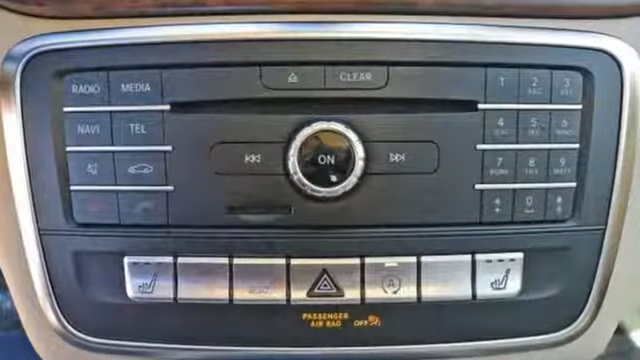 RADIO MEDIA
CLEAR
1 2 3
NAVI TEL
4 5 6
ON
7 8 9
0
PASSENGER
AIR BAG OFF